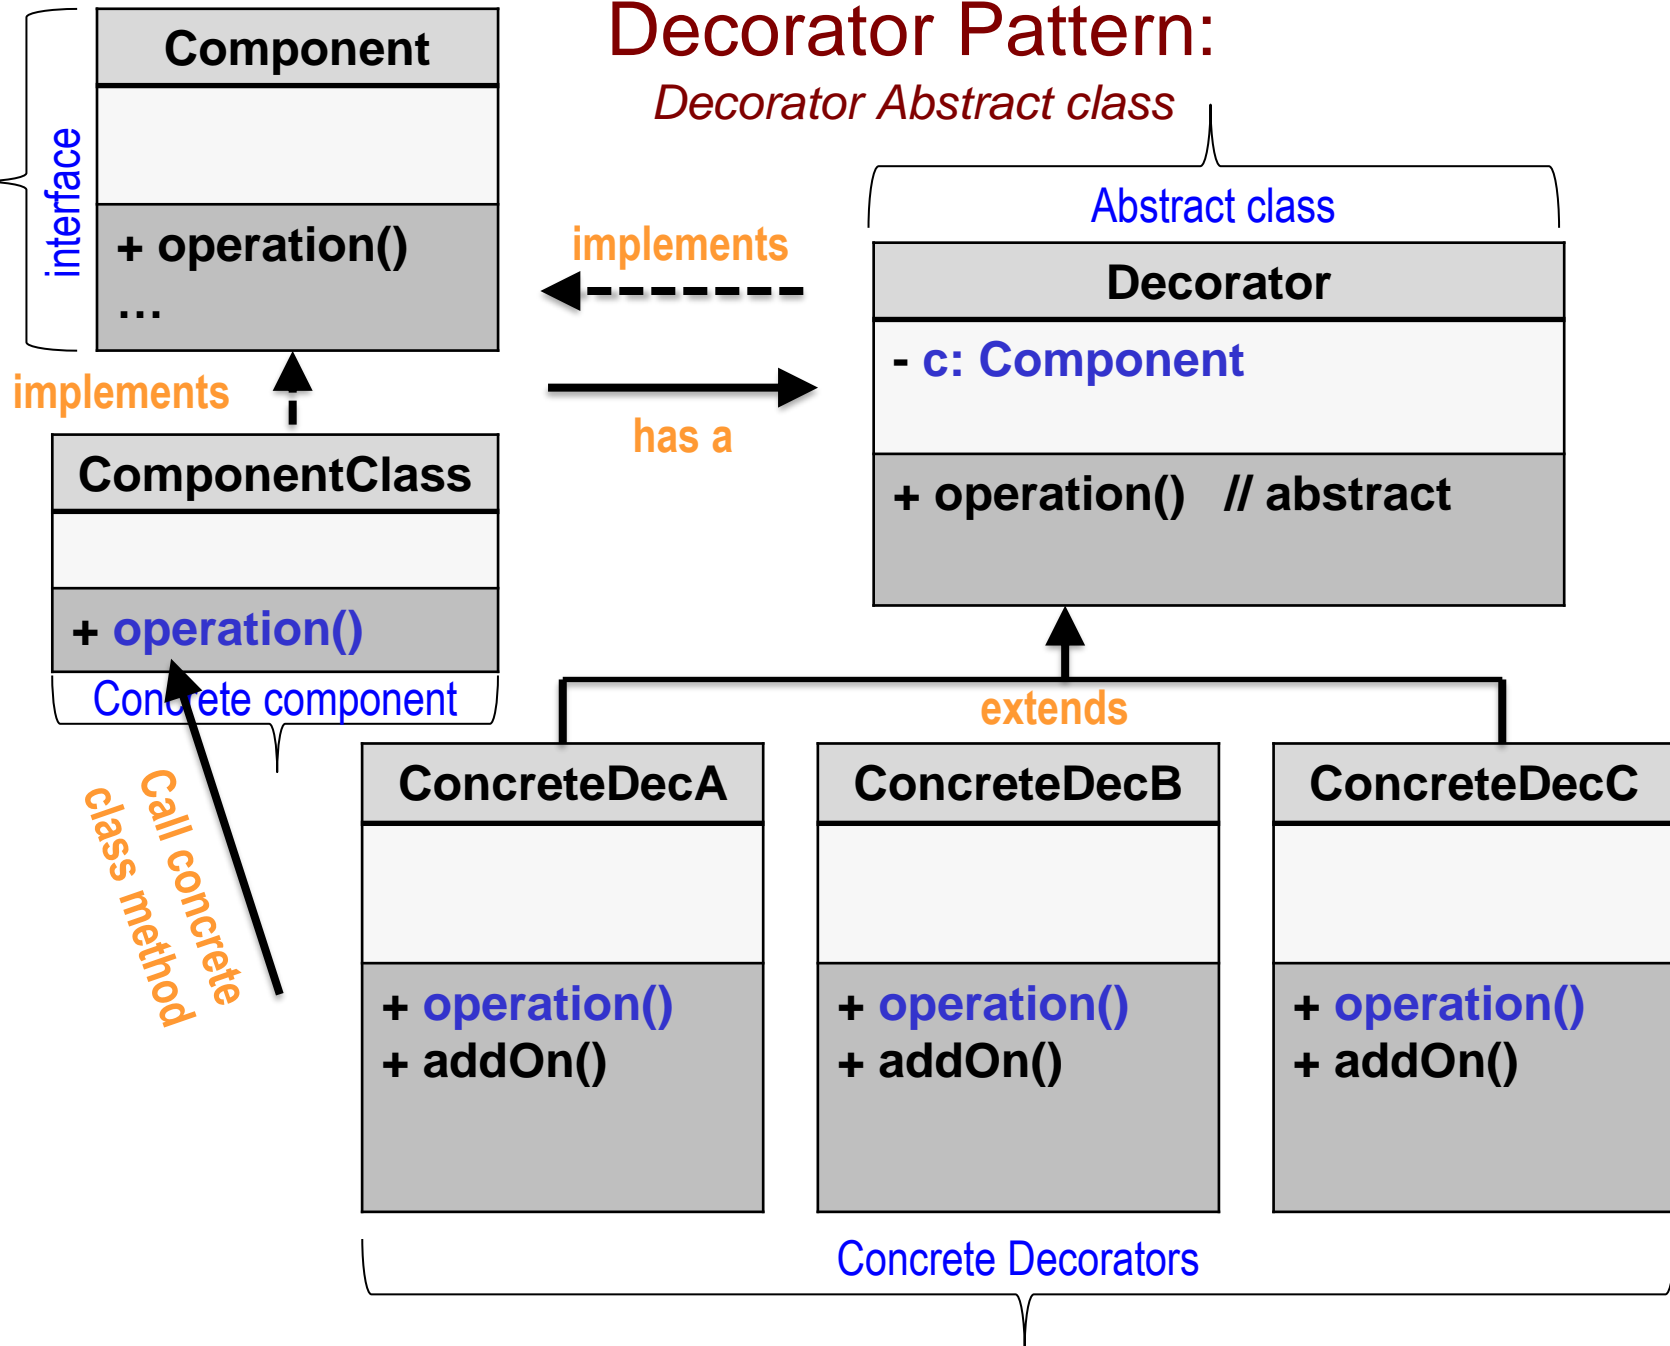 Decorator Pattern:
Decorator Abstract class
Component
interface
+ operation()
…
implements
ComponentClass
+ operation()
Concrete component
Call concrete
class method
implements
has a
Abstract class
Decorator
- c: Component
+ operation() // abstract
extends
ConcreteDecA
+ operation()
+ addOn()
ConcreteDecB
+ operation()
+ addOn()
ConcreteDecC
+ operation()
+ addOn()
Concrete Decorators